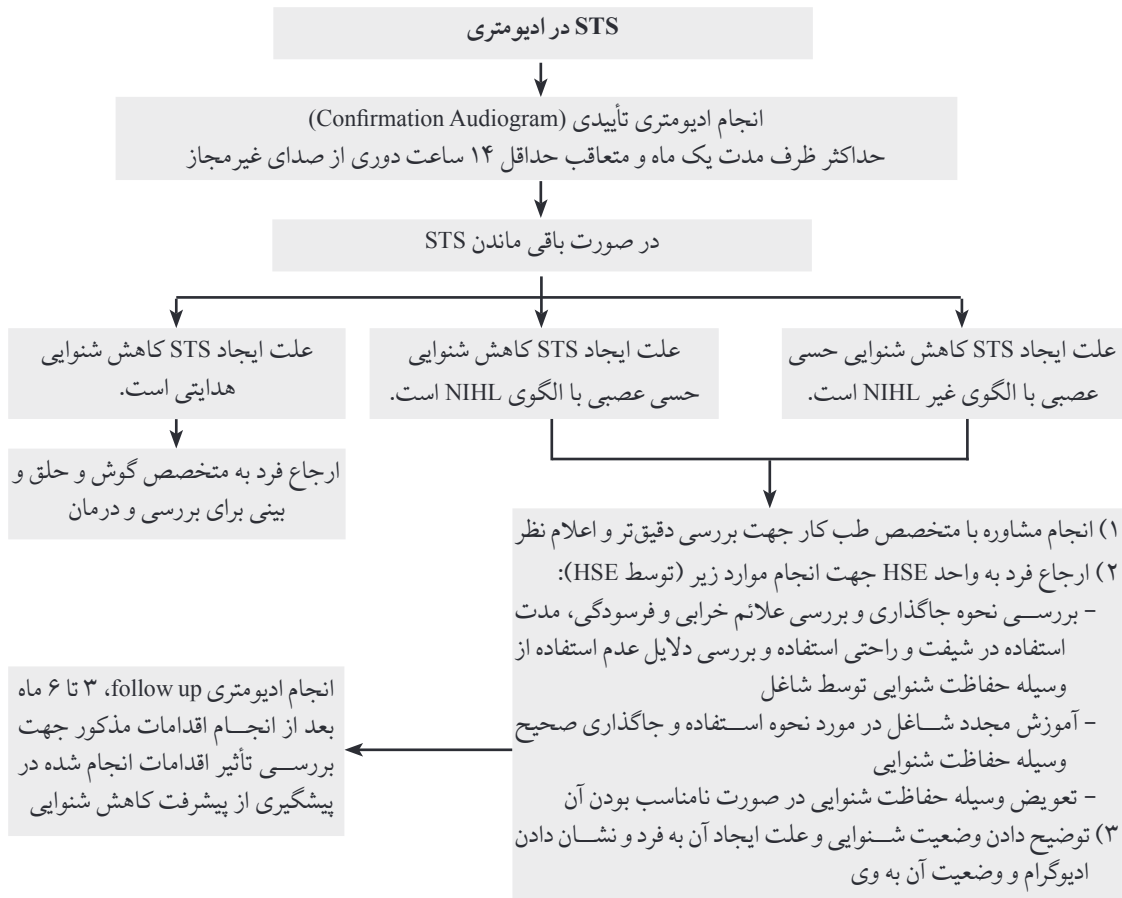 STS در ادیومتری
انجام ادیومتری تأییدی (Confirmation Audiogram)
حداکثر ظرف مدت یک ماه و متعاقب حداقل ۱۴ ساعت دوری از صدای غیرمجاز
در صورت باقی ماندن STS
علت ایجاد STS کاهش شنوایی حسی
عصبی با الگوی غیر NIHL است.
علت ایجاد STS کاهش شنوایی
حسی عصبی با الگوی NIHL است.
علت ایجاد STS کاهش شنوایی
هدایتی است.
ارجاع فرد به متخصص گوش و حلق و
بینی برای بررسی و درمان
۱) انجام مشاوره با متخصص طب کار جهت بررسی دقیق‌تر و اعلام نظر
۲) ارجاع فرد به واحد HSE جهت انجام موارد زیر (توسط HSE):
- بررسی نحوه جاگذاری و بررسی علائم خرابی و فرسودگی، مدت
استفاده در شیفت و راحتی استفاده و بررسی دلایل عدم استفاده از
وسیله حفاظت شنوایی توسط شاغل
- آموزش مجدد شاغل در مورد نحوه استفاده و جاگذاری صحیح
وسیله حفاظت شنوایی
- تعویض وسیله حفاظت شنوایی در صورت نامناسب بودن آن
۳) توضیح دادن وضعیت شنوایی و علت ایجاد آن به فرد و نشان دادن
ادیوگرام و وضعیت آن به وی
انجام ادیومتری follow up، ۳ تا ۶ ماه
بعد از انجام اقدامات مذکور جهت
بررسی تأثیر اقدامات انجام شده در
پیشگیری از پیشرفت کاهش شنوایی